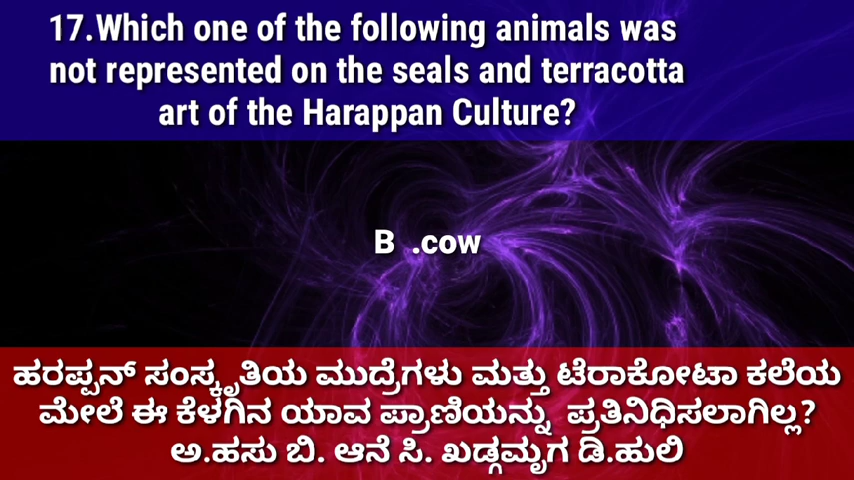 17.Which one of the following animals was
not represented on the seals and terracotta
art of the Harappan Culture?
B .cow
ಹರಪ್ಪನ್ ಸಂಸ್ಕೃತಿಯ ಮುದ್ರೆಗಳು ಮತ್ತು ಟೆರಾಕೋಟಾ ಕಲೆಯ
ಮೇಲೆ ಈ ಕೆಳಗಿನ ಯಾವ ಪ್ರಾಣಿಯನ್ನು ಪ್ರತಿನಿಧಿಸಲಾಗಿಲ್ಲ?
ಅ.ಹಸು ಬಿ. ಆನೆ ಸಿ. ಖಡ್ಗಮೃಗ ಡಿ.ಹುಲಿ